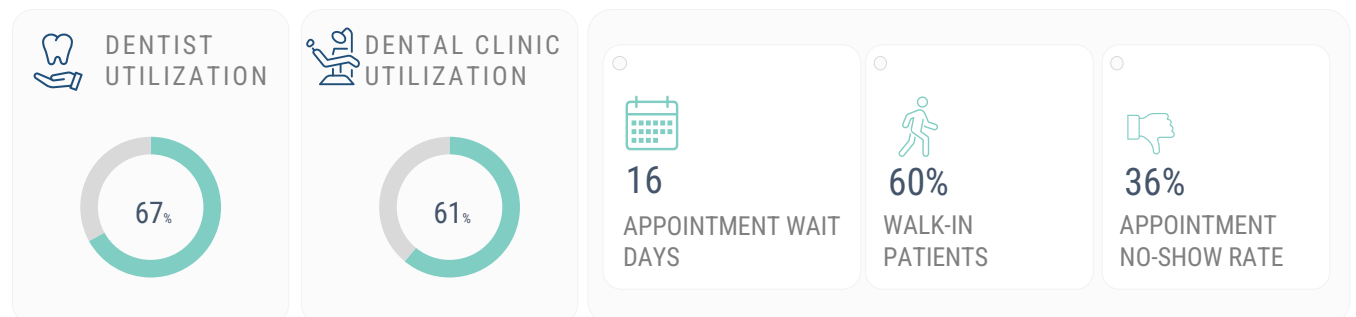 DENTIST
UTILIZATION
67%
DENTAL CLINIC
UTILIZATION
61%
16
APPOINTMENT WAIT
DAYS
60%
WALK-IN
PATIENTS
36%
APPOINTMENT
NO-SHOW RATE